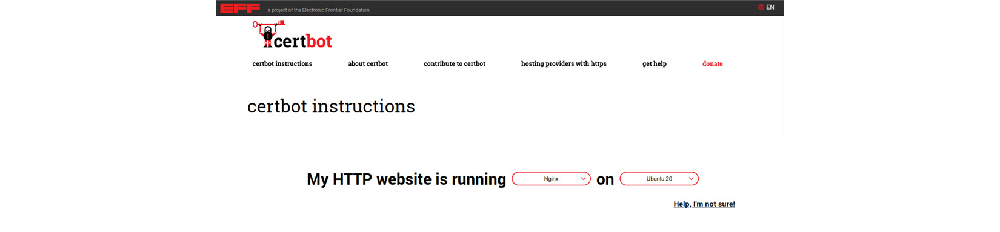 EFF a project of the Electronic Frontier Foundation EN
certbot
certbot instructions about certbot contribute to certbot hosting providers with https get help donate
certbot instructions
My HTTP website is running Nginx on Ubuntu 20
Help, I'm not sure!